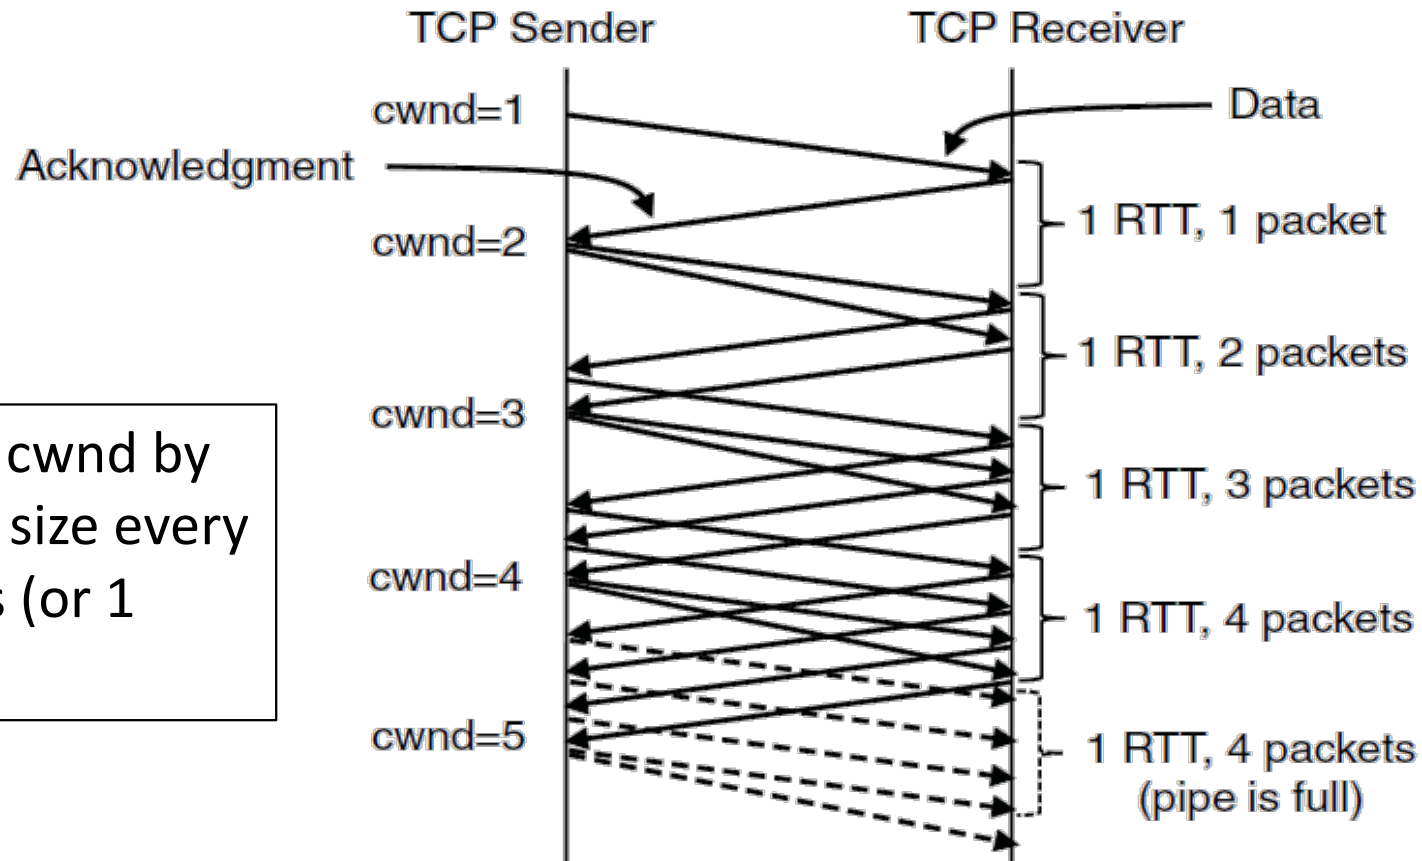 TCP Sender
TCP Receiver
cwnd=1
Data
Acknowledgment
1 RTT, 1 packet
cwnd=2
1 RTT, 2 packets
cwnd=3
cwnd by
size every
s (or 1
1 RTT, 3 packets
cwnd=4
1 RTT, 4 packets
cwnd=5
1 RTT, 4 packets
(pipe is full)